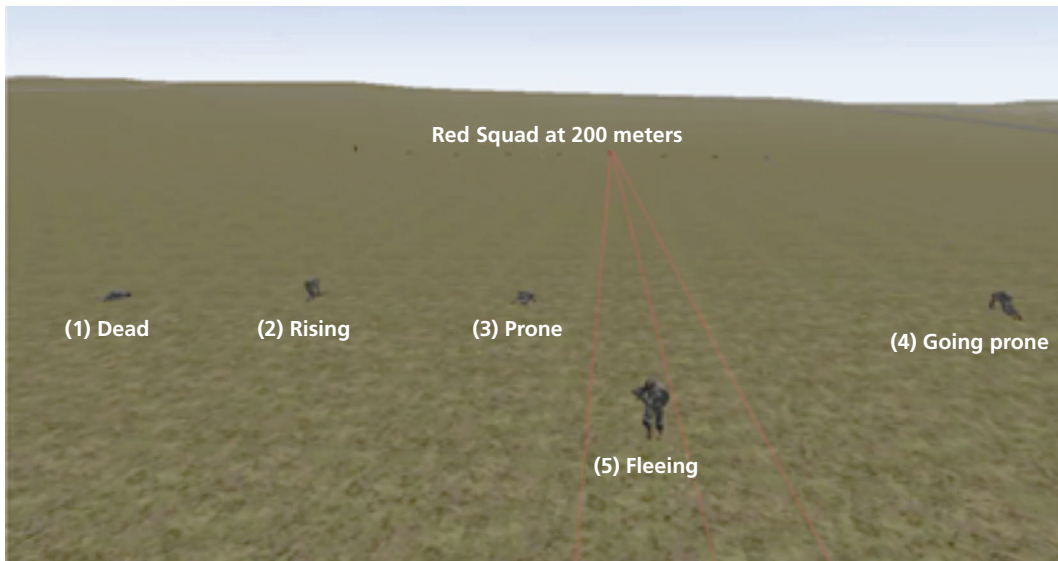 Red Squad at 200 meters
(1) Dead
(2) Rising
(3) Prone
(4) Going prone
(5) Fleeing